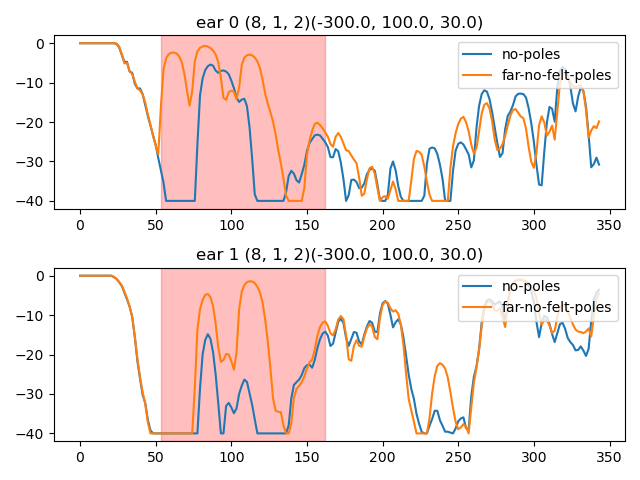 ear 0 (8, 1, 2)(-300.0, 100.0, 30.0)
0
−10
−20
−30
−40
no-poles
far-no-felt-poles
0 50 100 150 200 250 300 350
ear 1 (8, 1, 2)(-300.0, 100.0, 30.0)
0
−10
−20
−30
−40
no-poles
far-no-felt-poles
0 50 100 150 200 250 300 350